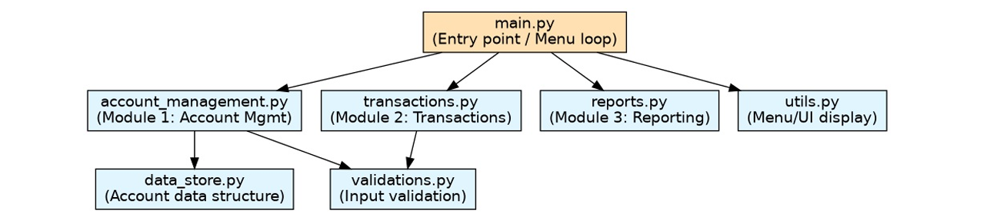 main.py
(Entry point / Menu loop)
account_management.py
(Module 1: Account Mgmt)
transactions.py
(Module 2: Transactions)
reports.py
(Module 3: Reporting)
utils.py
(Menu/UI display)
data_store.py
(Account data structure)
validations.py
(Input validation)